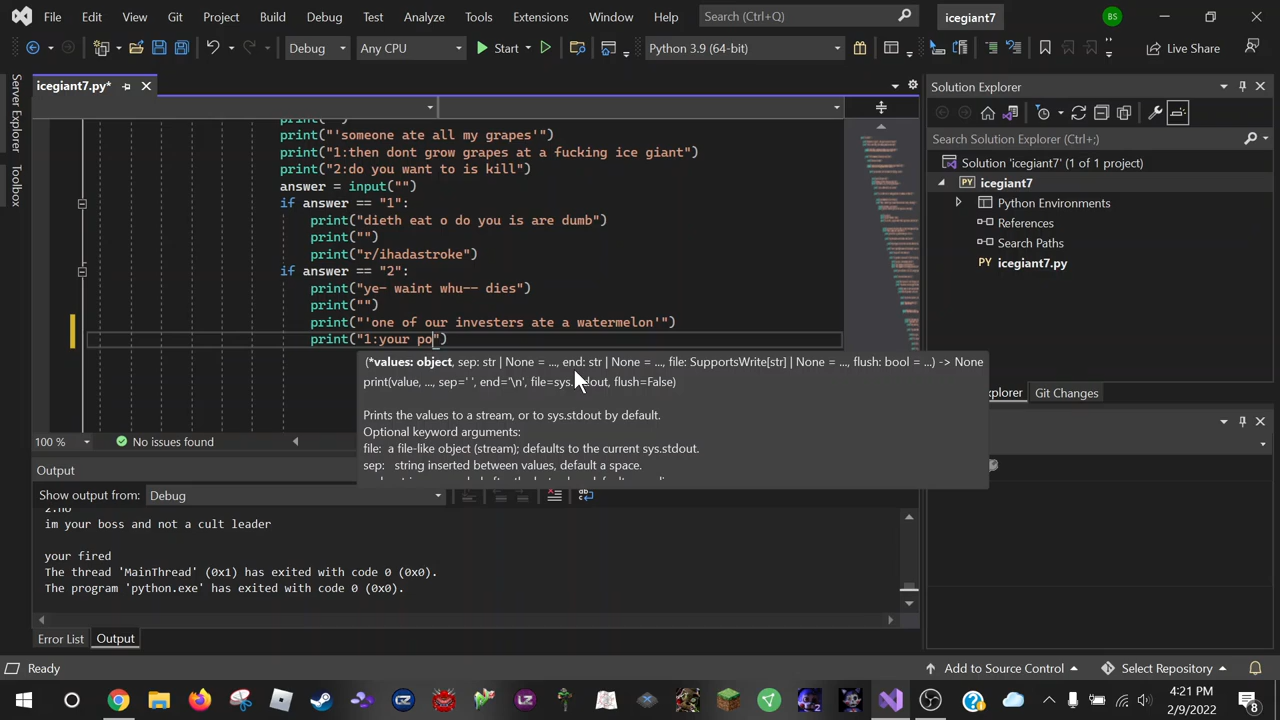 File Edit View Git Project Build Debug Test Analyze Tools Extensions Window Help Search (Ctrl+Q) icegiant7 BS
Debug Any CPU Start Python 3.9 (64-bit) Live Share
Server Explorer
Toolbox
icegiant7.py*
print("'someone ate all my grapes'")
print("1:then dont grow grapes at a fucking ice giant")
print("2:do you want to us kill")
answer = input("")
if answer == "1":
print("dieth eat o do you is are dumb")
print("")
print("r/ihadastroke")
if answer == "2":
print("ye- waint whu-- dies")
print("")
print("'one of our invsters ate a watermelon'")
print("1:your po")
(*values: object, sep: str | None = ..., end: str | None = ..., file: SupportsWrite[str] | None = ..., flush: bool = ...) -> None
print(value, ..., sep=' ', end='\n', file=sys.stdout, flush=False)
Prints the values to a stream, or to sys.stdout by default.
Optional keyword arguments:
file: a file-like object (stream); defaults to the current sys.stdout.
sep: string inserted between values, default a space.
100 % No issues found
Output
Show output from: Debug
2:no
im your boss and not a cult leader
your fired
The thread 'MainThread' (0x1) has exited with code 0 (0x0).
The program 'python.exe' has exited with code 0 (0x0).
Error List Output
Solution Explorer
Search Solution Explorer (Ctrl+;)
Solution 'icegiant7' (1 of 1 project)
icegiant7
Python Environments
References
Search Paths
icegiant7.py
Explorer Git Changes
Ready Add to Source Control Select Repository
4:21 PM
2/9/2022
8